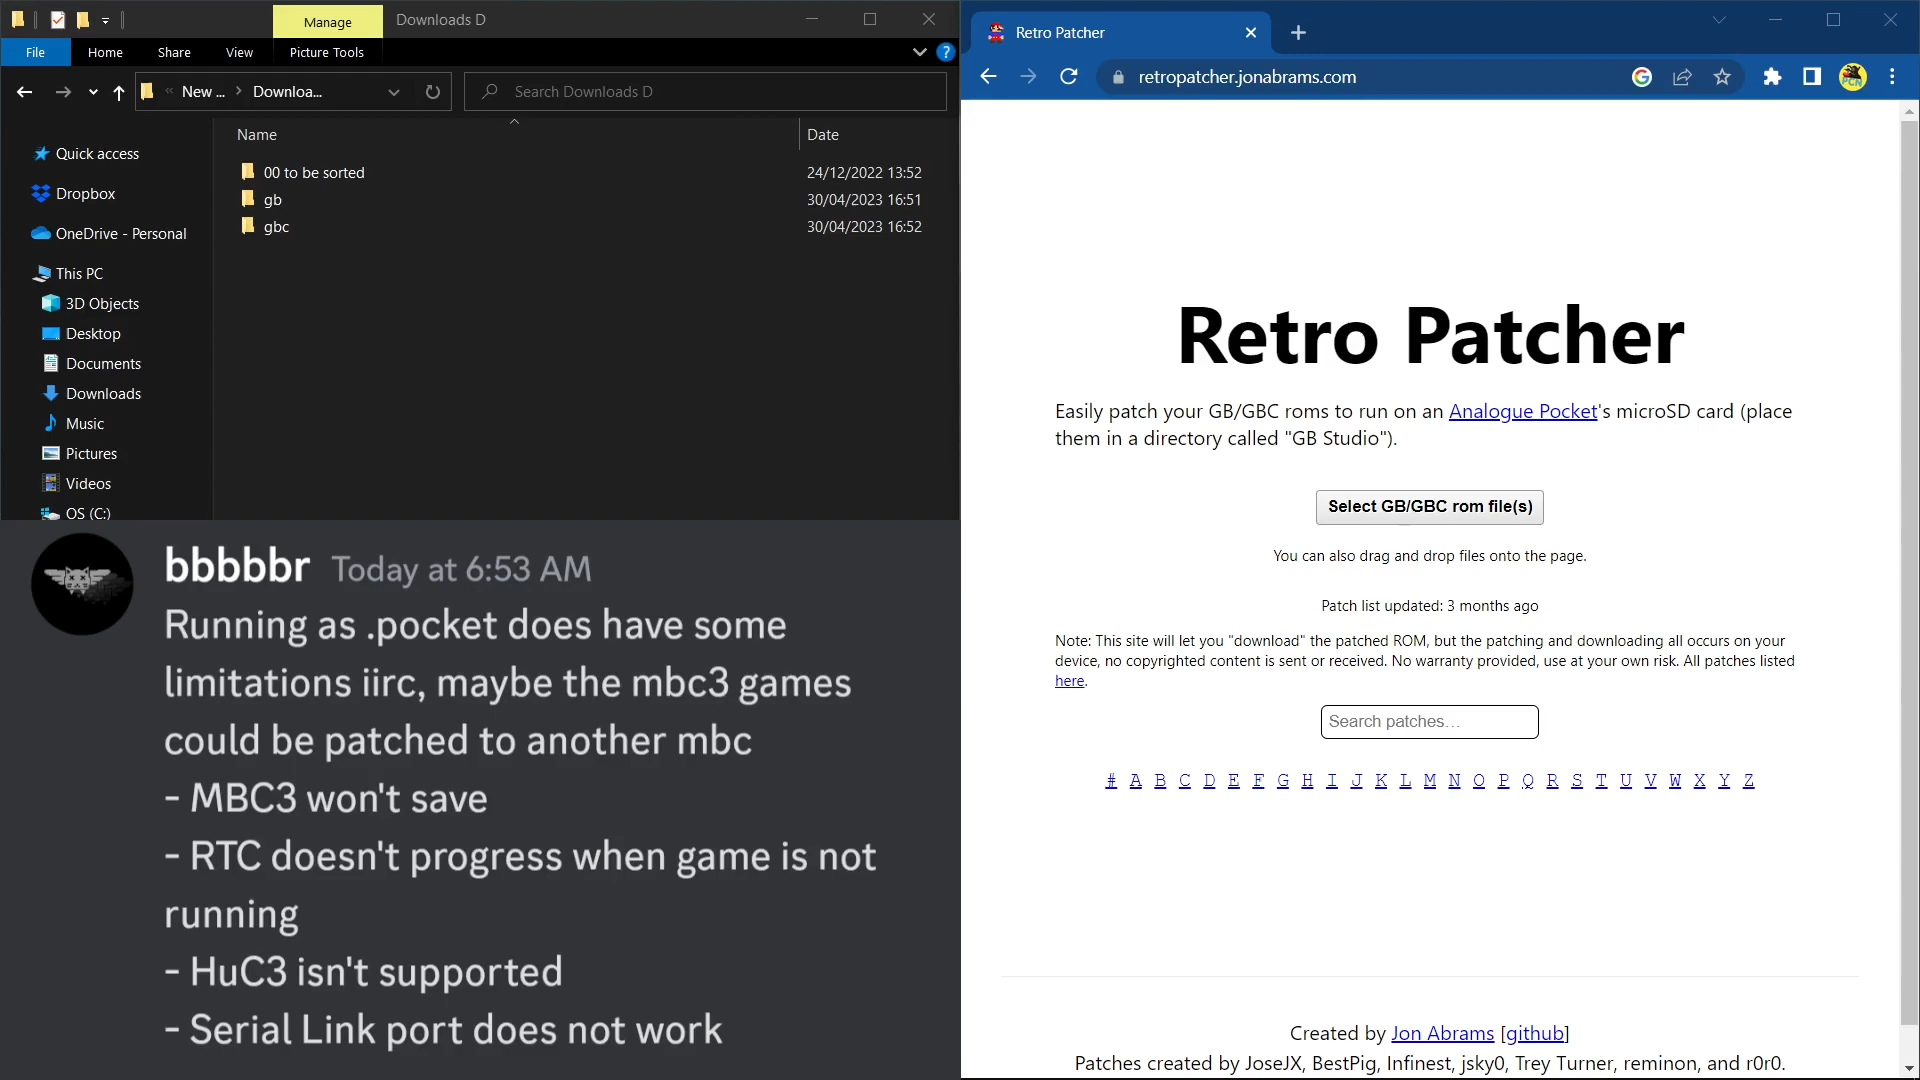 Manage
Downloads D
File
Home
Share
View
Picture Tools
?
« New ... > Downloa...
Search Downloads D
Name
Date
Quick access
Dropbox
OneDrive - Personal
This PC
3D Objects
Desktop
Documents
Downloads
Music
Pictures
Videos
OS (C:)
00 to be sorted
24/12/2022 13:52
gb
30/04/2023 16:51
gbc
30/04/2023 16:52
bbbbbr Today at 6:53 AM
Running as .pocket does have some
limitations iirc, maybe the mbc3 games
could be patched to another mbc
- MBC3 won't save
- RTC doesn't progress when game is not
running
- HuC3 isn't supported
- Serial Link port does not work
Retro Patcher
retropatcher.jonabrams.com
Retro Patcher
Easily patch your GB/GBC roms to run on an Analogue Pocket's microSD card (place
them in a directory called "GB Studio").
Select GB/GBC rom file(s)
You can also drag and drop files onto the page.
Patch list updated: 3 months ago
Note: This site will let you "download" the patched ROM, but the patching and downloading all occurs on your
device, no copyrighted content is sent or received. No warranty provided, use at your own risk. All patches listed
here.
Search patches...
# A B C D E F G H I J K L M N O P Q R S T U V W X Y Z
Created by Jon Abrams [github]
Patches created by JoseJX, BestPig, Infinest, jsky0, Trey Turner, reminon, and r0r0.